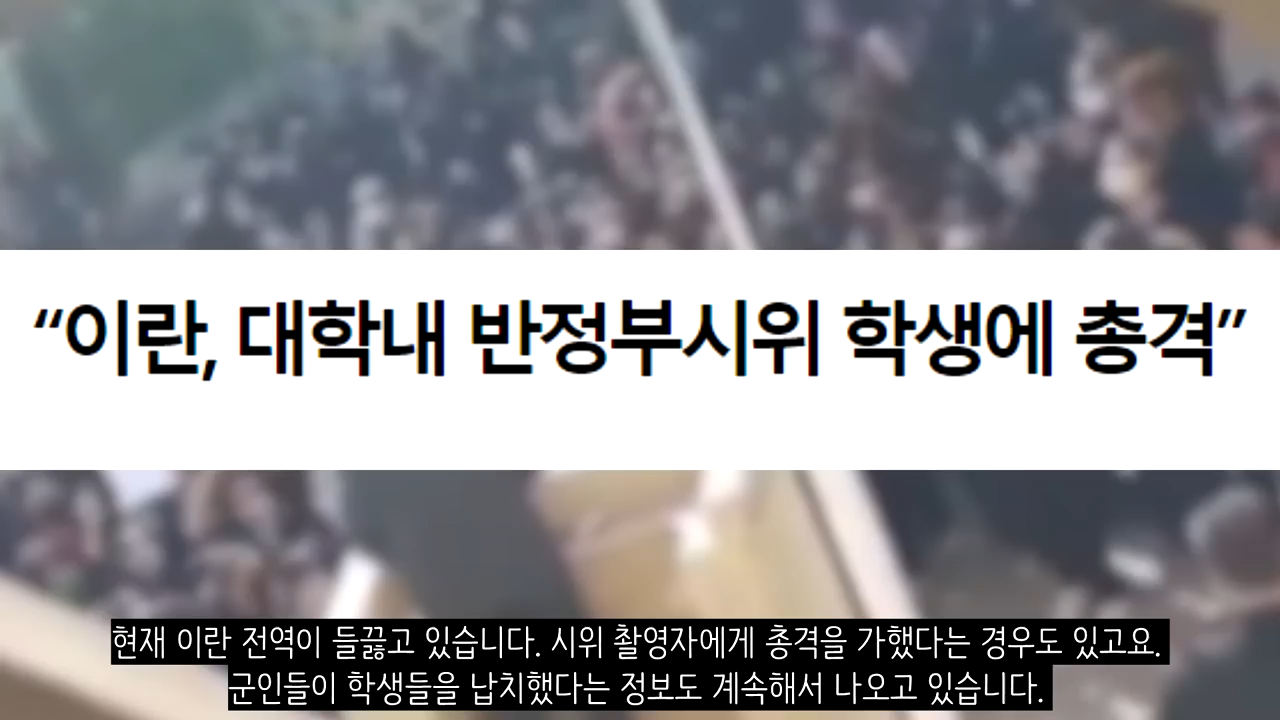 “이란, 대학내 반정부시위 학생에 총격”
현재 이란 전역이 들끓고 있습니다. 시위 촬영자에게 총격을 가했다는 경우도 있고요.
군인들이 학생들을 납치했다는 정보도 계속해서 나오고 있습니다.